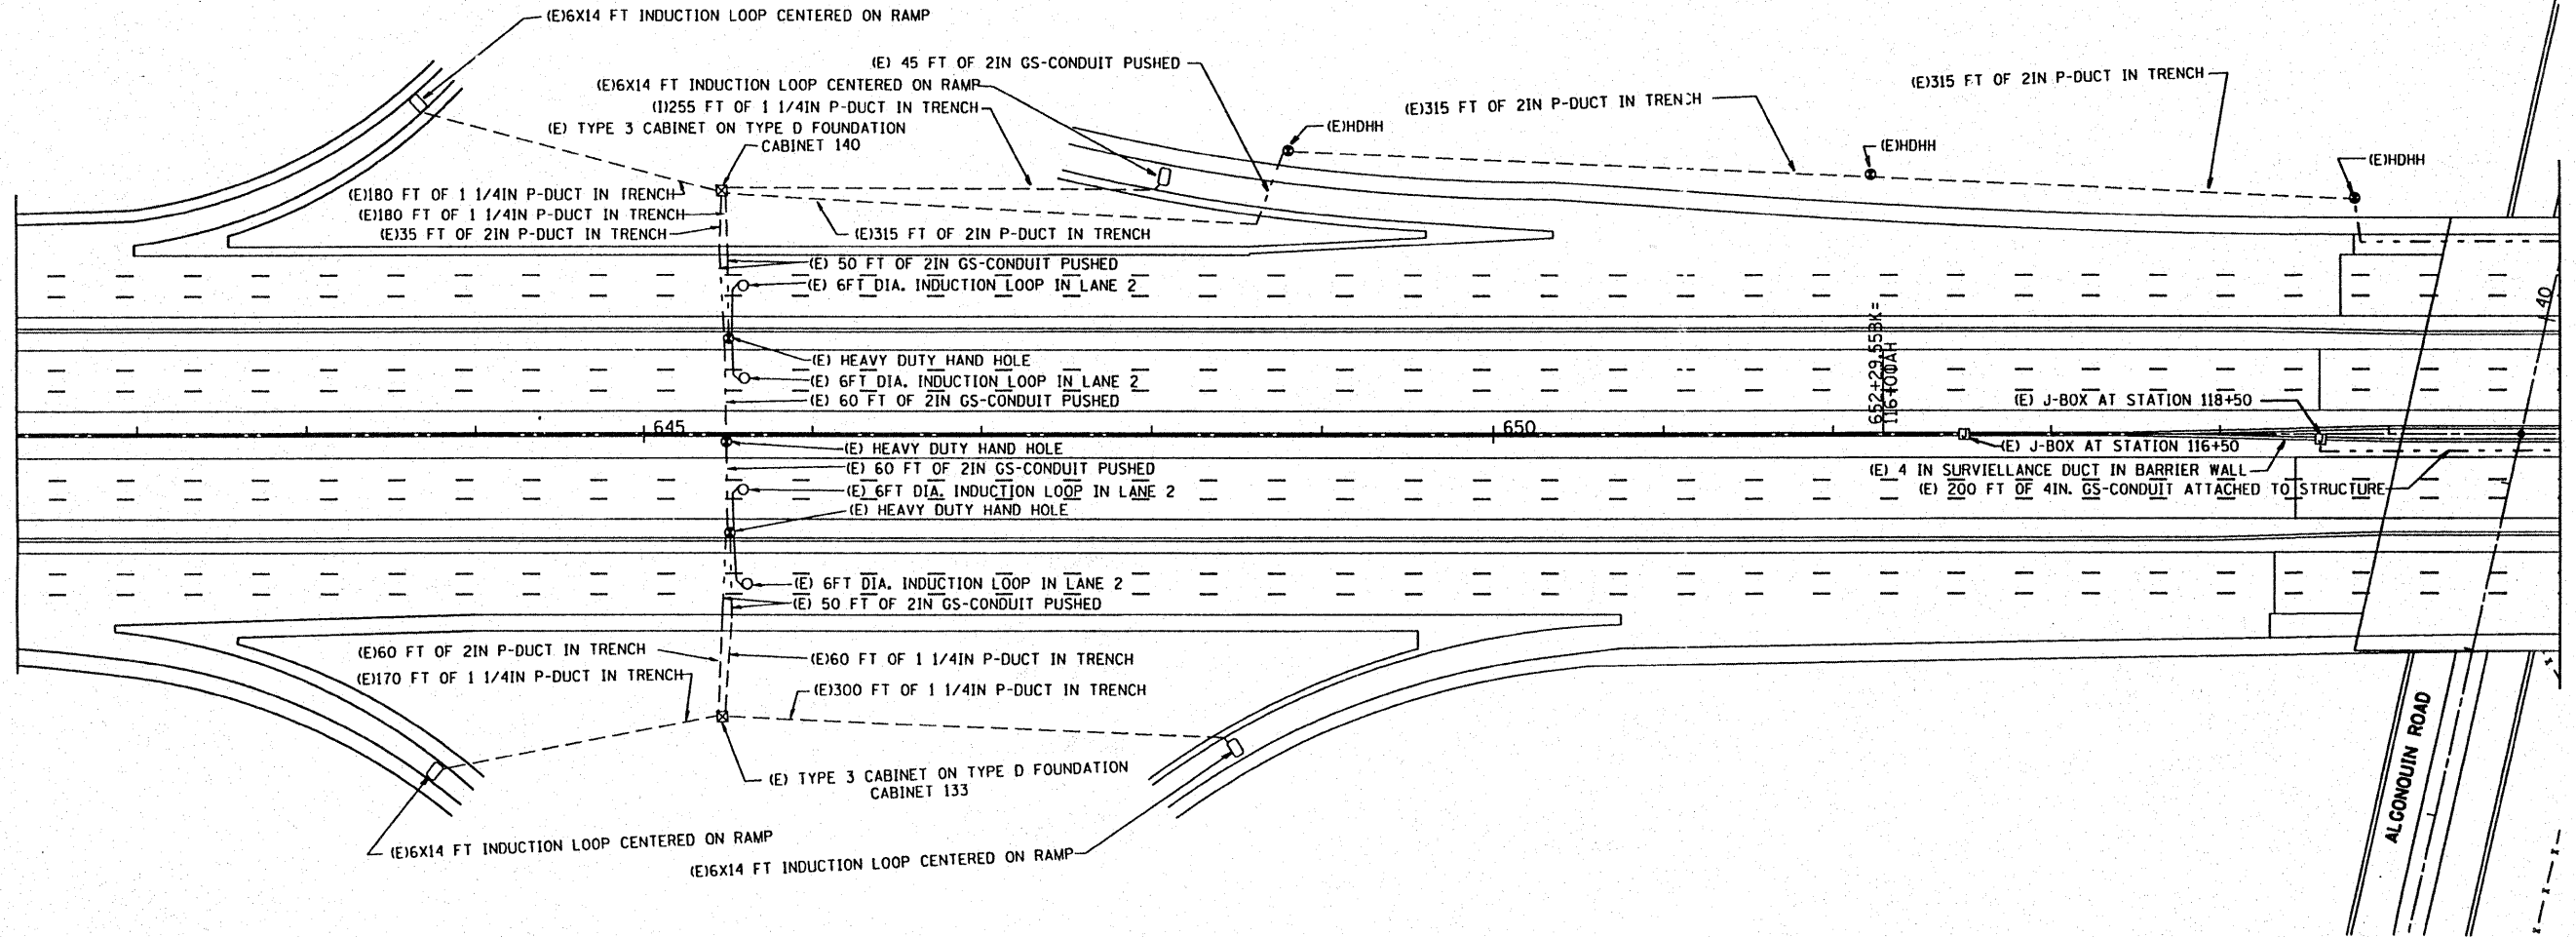 (E)6X14 FT INDUCTION LOOP CENTERED ON RAMP
(E) 45 FT OF 2IN GS-CONDUIT PUSHED
(E)6X14 FT INDUCTION LOOP CENTERED ON RAMP
(I)255 FT OF 1 1/4IN P-DUCT IN TRENCH
(E) TYPE 3 CABINET ON TYPE D FOUNDATION
CABINET 140
(E)315 FT OF 2IN P-DUCT IN TRENCH
(E)315 FT OF 2IN P-DUCT IN TRENCH
(E)HDHH
(E)HDHH
(E)HDHH
(E)180 FT OF 1 1/4IN P-DUCT IN TRENCH
(E)180 FT OF 1 1/4IN P-DUCT IN TRENCH
(E)35 FT OF 2IN P-DUCT IN TRENCH
(E)315 FT OF 2IN P-DUCT IN TRENCH
(E) 50 FT OF 2IN GS-CONDUIT PUSHED
(E) 6FT DIA. INDUCTION LOOP IN LANE 2
(E) HEAVY DUTY HAND HOLE
(E) 6FT DIA. INDUCTION LOOP IN LANE 2
(E) 60 FT OF 2IN GS-CONDUIT PUSHED
652+29.55BK=
116+00AH
40
645
650
(E) J-BOX AT STATION 118+50
(E) HEAVY DUTY HAND HOLE
(E) J-BOX AT STATION 116+50
(E) 60 FT OF 2IN GS-CONDUIT PUSHED
(E) 4 IN SURVIELLANCE DUCT IN BARRIER WALL
(E) 6FT DIA. INDUCTION LOOP IN LANE 2
(E) 200 FT OF 4IN. GS-CONDUIT ATTACHED TO STRUCTURE
(E) HEAVY DUTY HAND HOLE
(E) 6FT DIA. INDUCTION LOOP IN LANE 2
(E) 50 FT OF 2IN GS-CONDUIT PUSHED
(E)60 FT OF 2IN P-DUCT IN TRENCH
(E)60 FT OF 1 1/4IN P-DUCT IN TRENCH
(E)170 FT OF 1 1/4IN P-DUCT IN TRENCH
(E)300 FT OF 1 1/4IN P-DUCT IN TRENCH
(E) TYPE 3 CABINET ON TYPE D FOUNDATION
CABINET 133
ALGONQUIN ROAD
(E)6X14 FT INDUCTION LOOP CENTERED ON RAMP
(E)6X14 FT INDUCTION LOOP CENTERED ON RAMP